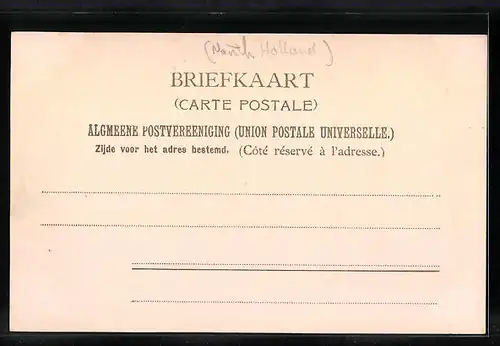 (North Holland)
BRIEFKAART
(CARTE POSTALE)
ALGMEENE POSTVEREENIGING (UNION POSTALE UNIVERSELLE.)
Zijde voor het adres bestemd. (Côté réservé à l'adresse.)